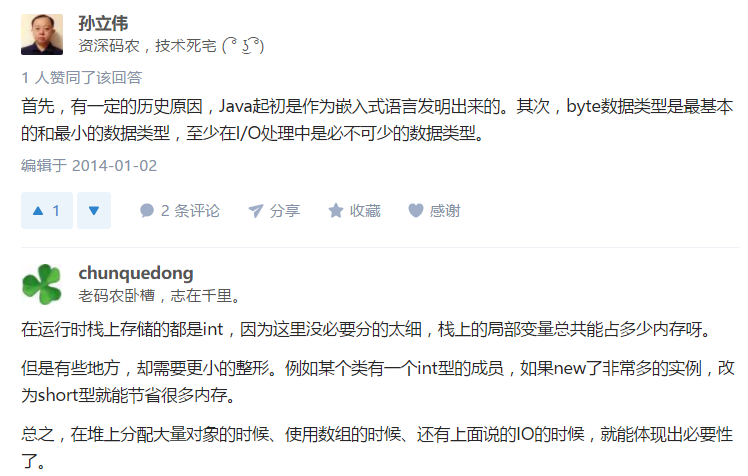 孙立伟
资深码农，技术死宅 ( ͡° ͜ʖ ͡°)
1 人赞同了该回答
首先，有一定的历史原因，Java起初是作为嵌入式语言发明出来的。其次，byte数据类型是最基本
的和最小的数据类型，至少在I/O处理中是必不可少的数据类型。
编辑于 2014-01-02
1 2 条评论 分享 收藏 感谢
chunquedong
老码农卧槽，志在千里。
在运行时栈上存储的都是int，因为这里没必要分的太细，栈上的局部变量总共能占多少内存呀。
但是有些地方，却需要更小的整形。例如某个类有一个int型的成员，如果new了非常多的实例，改
为short型就能节省很多内存。
总之，在堆上分配大量对象的时候、使用数组的时候、还有上面说的IO的时候，就能体现出必要性
了。